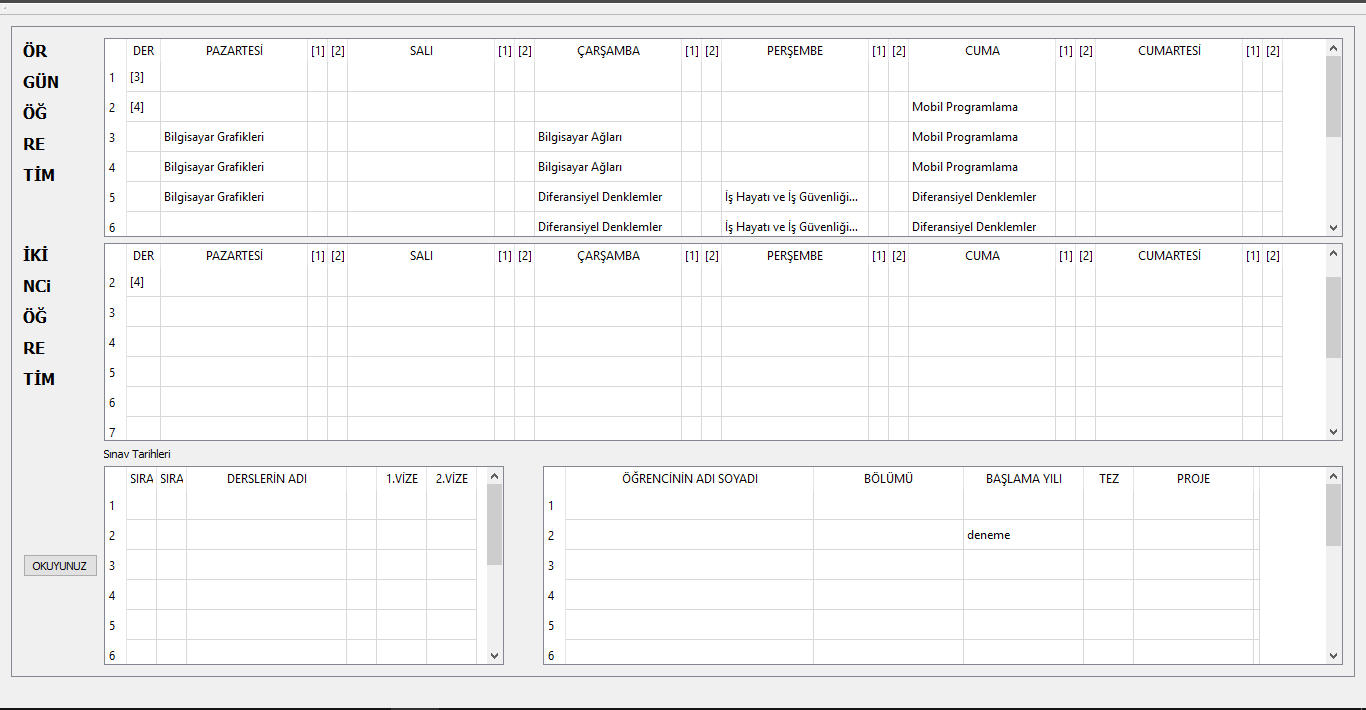 ÖR
GÜN
ÖĞ
RE
TİM
DER PAZARTESİ [1] [2] SALI [1] [2] ÇARŞAMBA [1] [2] PERŞEMBE [1] [2] CUMA [1] [2] CUMARTESİ [1] [2]
1 [3]
2 [4] Mobil Programlama
3 Bilgisayar Grafikleri Bilgisayar Ağları Mobil Programlama
4 Bilgisayar Grafikleri Bilgisayar Ağları Mobil Programlama
5 Bilgisayar Grafikleri Diferansiyel Denklemler İş Hayatı ve İş Güvenliği... Diferansiyel Denklemler
6 Diferansiyel Denklemler İş Hayatı ve İş Güvenliği... Diferansiyel Denklemler
İKİ
NCi
ÖĞ
RE
TİM
DER PAZARTESİ [1] [2] SALI [1] [2] ÇARŞAMBA [1] [2] PERŞEMBE [1] [2] CUMA [1] [2] CUMARTESİ [1] [2]
2 [4]
3
4
5
6
7
Sınav Tarihleri
OKUYUNUZ
SIRA SIRA DERSLERİN ADI 1.VİZE 2.VİZE
1
2
3
4
5
6
ÖĞRENCİNİN ADI SOYADI BÖLÜMÜ BAŞLAMA YILI TEZ PROJE
1
2 deneme
3
4
5
6